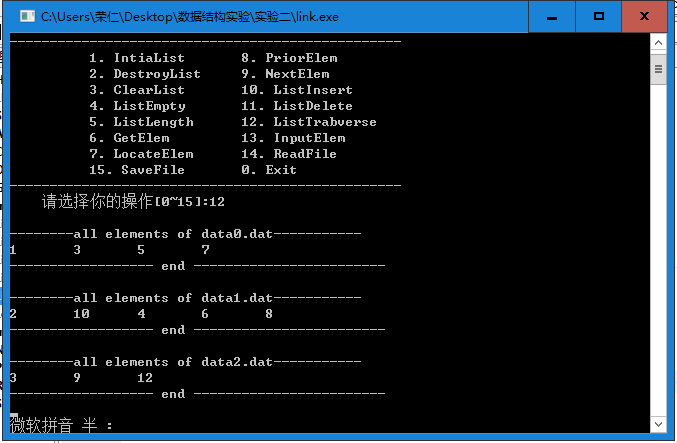 C:\Users\荣仁\Desktop\数据结构实验\实验二\link.exe
--------------------------------------------------
1. IntiaList 8. PriorElem
2. DestroyList 9. NextElem
3. ClearList 10. ListInsert
4. ListEmpty 11. ListDelete
5. ListLength 12. ListTrabverse
6. GetElem 13. InputElem
7. LocateElem 14. ReadFile
15. SaveFile 0. Exit
--------------------------------------------------
请选择你的操作[0~15]:12
--------all elements of data0.dat-----------
1 3 5 7
------------------ end ------------------------
--------all elements of data1.dat-----------
2 10 4 6 8
------------------ end ------------------------
--------all elements of data2.dat-----------
3 9 12
------------------ end ------------------------
微软拼音 半 :